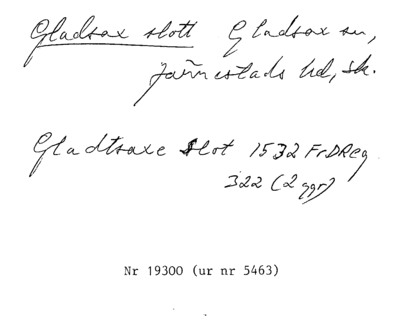 Gladsax slott Gladsax sn,
Järrestads hd, Sk.
Gladtsaxe slot 1532 FrDReg
322 (2 ggr)
Nr 19300 (ur nr 5463)